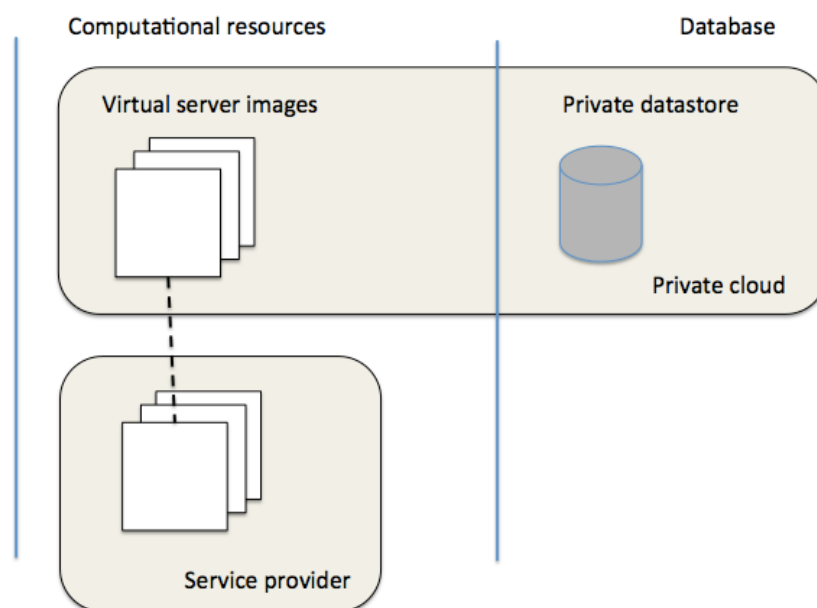 Computational resources
Database
Virtual server images
Private datastore
Private cloud
Service provider